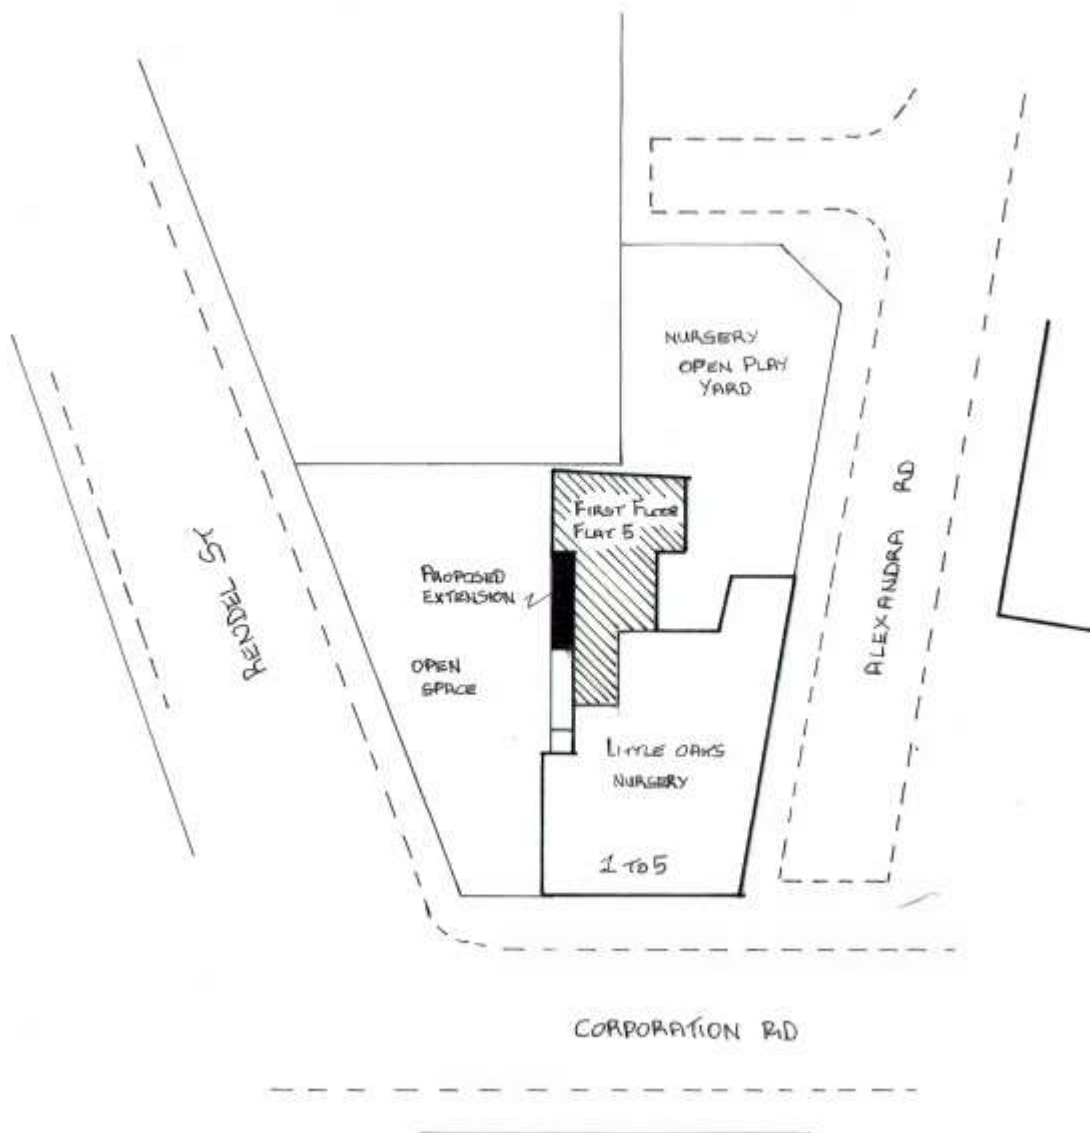 NURSERY
OPEN PLAY
YARD
FIRST FLOOR
FLAT 5
PROPOSED
EXTENSION
RENDEL ST
ALEXANDRA RD
OPEN
SPACE
LITTLE OAKS
NURSERY
1 TO 5
CORPORATION RD